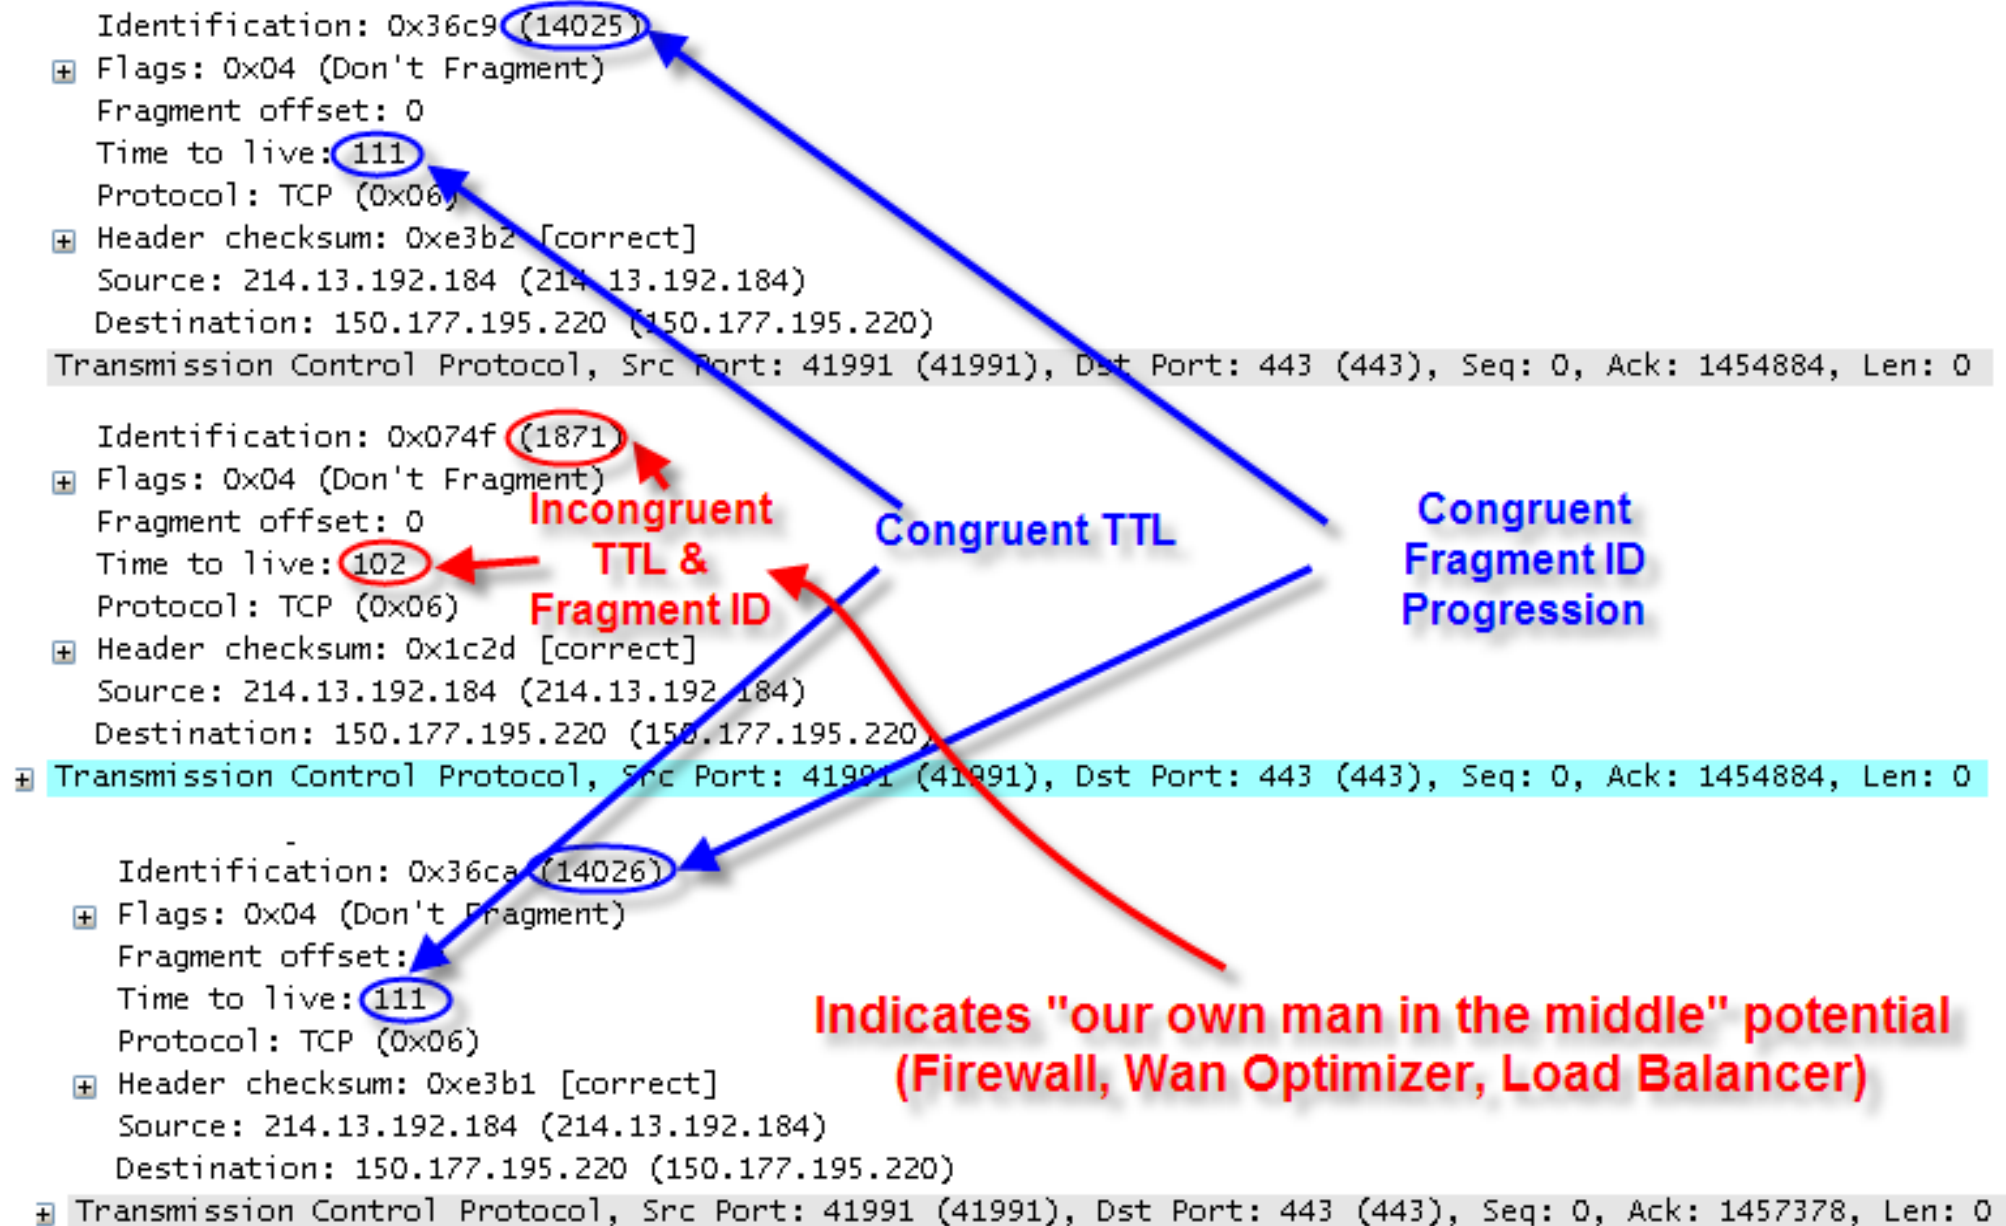 Identification: 0x36c9 (14025)
Flags: 0x04 (Don't Fragment)
Fragment offset: 0
Time to live: 111
Protocol: TCP (0x06)
Header checksum: 0xe3b2 [correct]
Source: 214.13.192.184 (214.13.192.184)
Destination: 150.177.195.220 (150.177.195.220)
Transmission Control Protocol, Src Port: 41991 (41991), Dst Port: 443 (443), Seq: 0, Ack: 1454884, Len: 0
Identification: 0x074f (1871)
Flags: 0x04 (Don't Fragment)
Fragment offset: 0
Time to live: 102
Protocol: TCP (0x06)
Header checksum: 0x1c2d [correct]
Source: 214.13.192.184 (214.13.192.184)
Destination: 150.177.195.220 (150.177.195.220)
Transmission Control Protocol, Src Port: 41991 (41991), Dst Port: 443 (443), Seq: 0, Ack: 1454884, Len: 0
Incongruent
TTL &
Fragment ID
Congruent TTL
Congruent
Fragment ID
Progression
Identification: 0x36ca (14026)
Flags: 0x04 (Don't Fragment)
Fragment offset:
Time to live: 111
Protocol: TCP (0x06)
Header checksum: 0xe3b1 [correct]
Source: 214.13.192.184 (214.13.192.184)
Destination: 150.177.195.220 (150.177.195.220)
Transmission Control Protocol, Src Port: 41991 (41991), Dst Port: 443 (443), Seq: 0, Ack: 1457378, Len: 0
Indicates "our own man in the middle" potential
(Firewall, Wan Optimizer, Load Balancer)